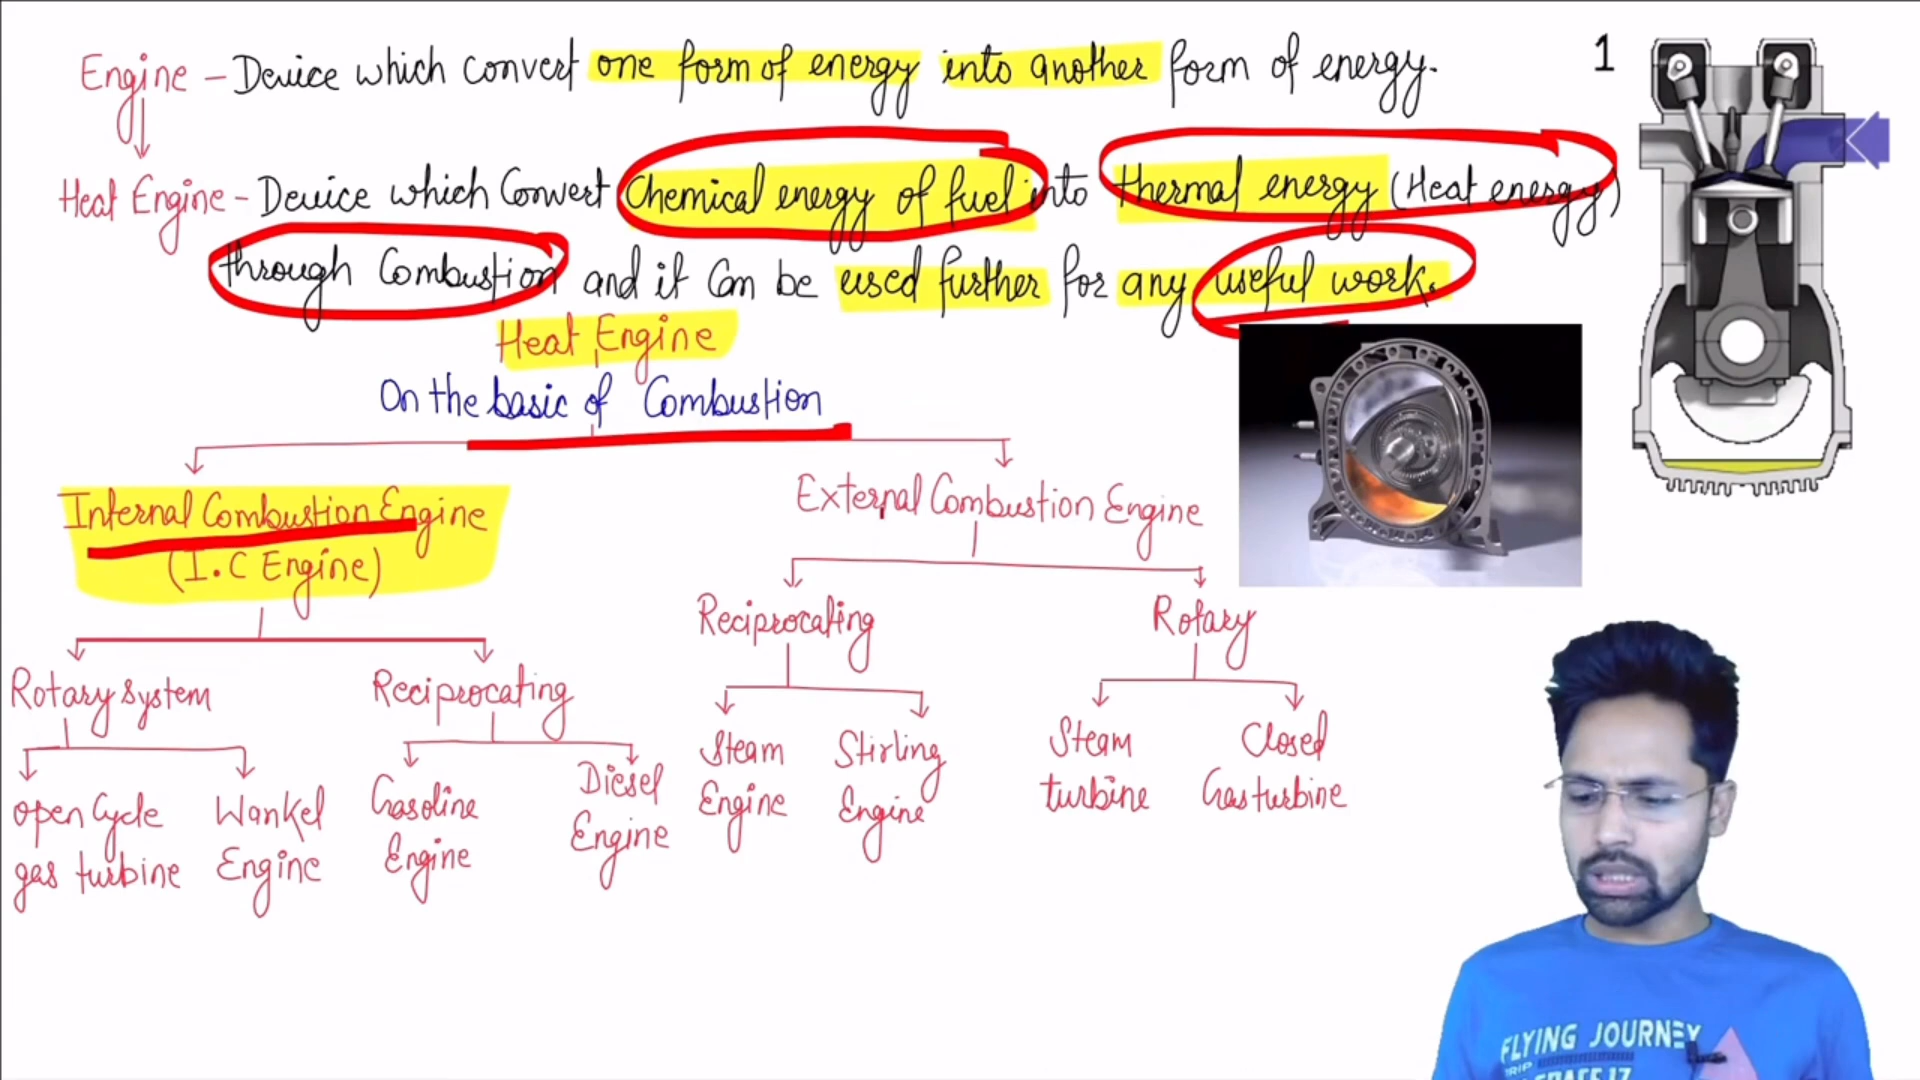 Engine - Device which convert one form of energy into another form of energy.
1
Heat Engine - Device which Convert Chemical energy of fuel into thermal energy (Heat energy)
through Combustion and it Can be used further for any useful work.
Heat Engine
On the basic of Combustion
Internal Combustion Engine
(I.C Engine)
External Combustion Engine
Rotary system
Reciprocating
Reciprocating
Rotary
open Cycle
gas turbine
Wankel
Engine
Gasoline
Engine
Diesel
Engine
Steam
Engine
Stirling
Engine
Steam
turbine
Closed
Gas turbine
FLYING JOURNEY
TRIP